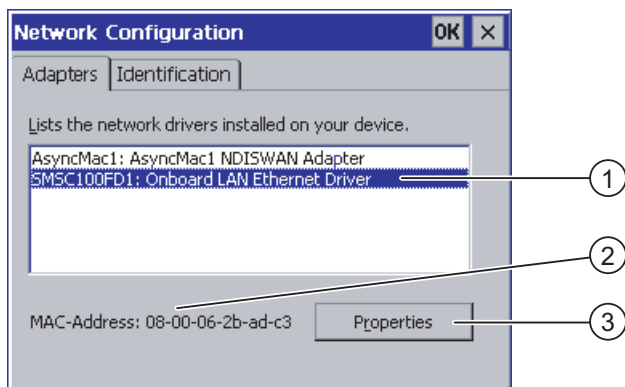 Network Configuration OK ×
Adapters Identification
Lists the network drivers installed on your device.
AsyncMac1: AsyncMac1 NDISWAN Adapter
SMSC100FD1: Onboard LAN Ethernet Driver
1
2
MAC-Address: 08-00-06-2b-ad-c3 Properties
3